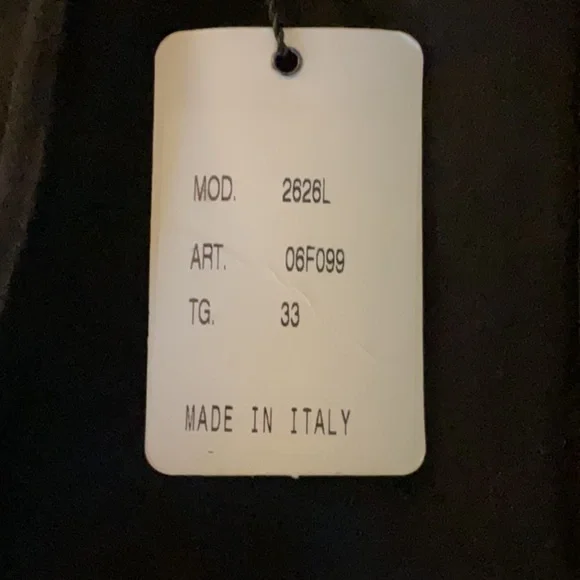 MOD. 2626L
ART. 06F099
TG. 33
MADE IN ITALY